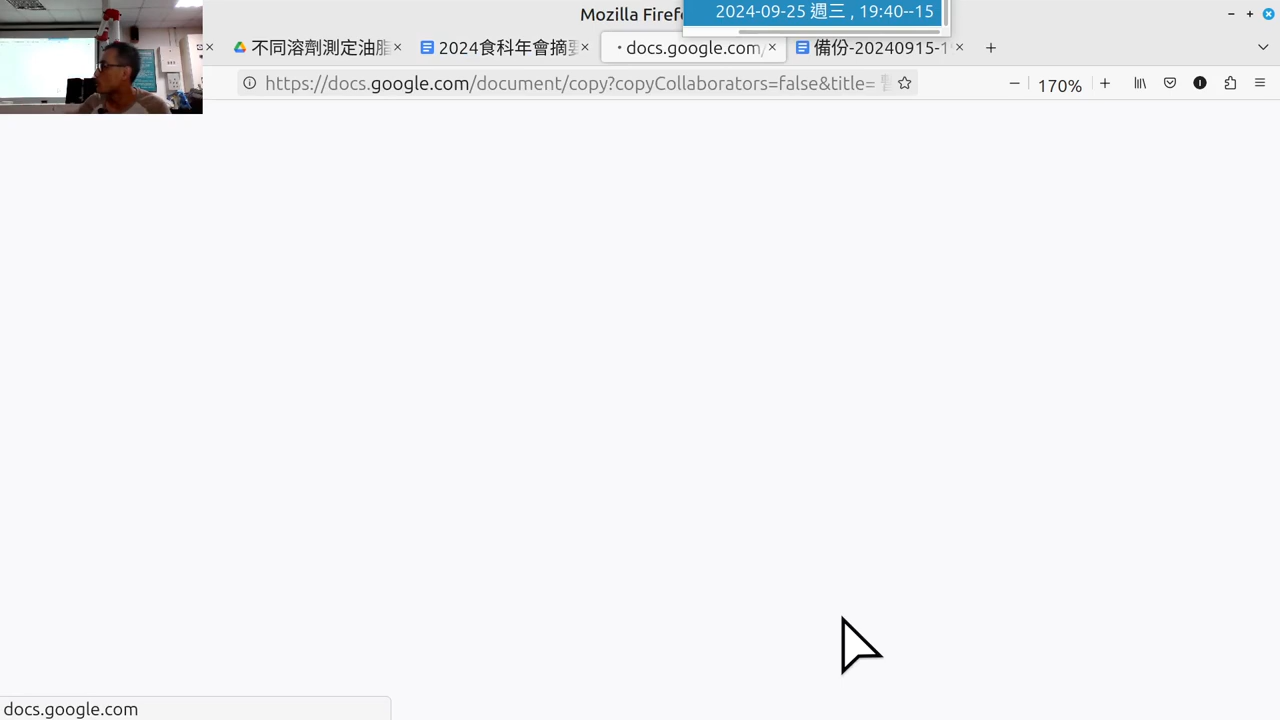 Mozilla Firef
2024-09-25 週三 , 19:40--15
不同溶劑測定油脂
2024食科年會摘要
docs.google.com/
備份-20240915-1
https://docs.google.com/document/copy?copyCollaborators=false&title=
170%
docs.google.com